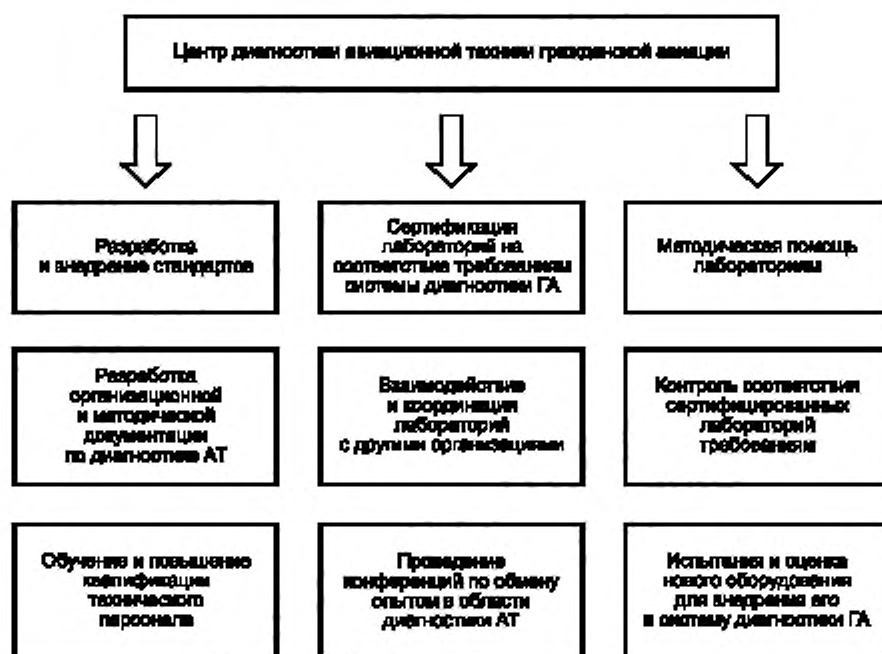 Центр диагностики авиационной техники гражданской авиации
Разработка
и внедрение стандартов
Сертификация
лабораторий на
соответствие требованиям
системы диагностики ГА
Методическая помощь
лабораториям
Разработка
организационной
и методической
документации
по диагностике АТ
Взаимодействие
и координация
лабораторий
с другими организациями
Контроль соответствия
сертифицированных
лабораторий
требованиям
Обучение и повышение
квалификации
технического
персонала
Проведение
конференций по обмену
опытом в области
диагностики АТ
Испытания и оценка
нового оборудования
для внедрения его
в систему диагностики ГА